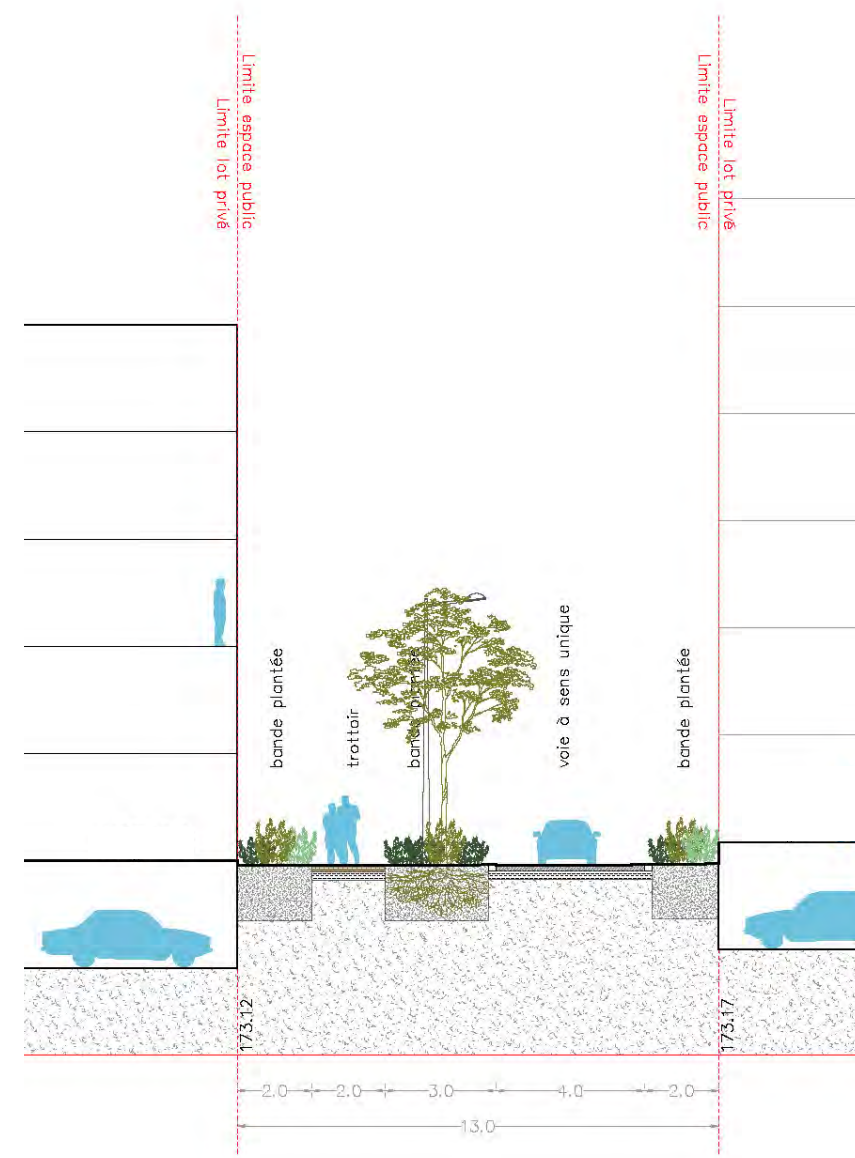 Limite lot privé
Limite espace public
Limite espace public
Limite lot privé
bande plantée
trottoir
bande plantée
voie à sens unique
bande plantée
173.12
173.17
2.0
2.0
3.0
4.0
2.0
13.0